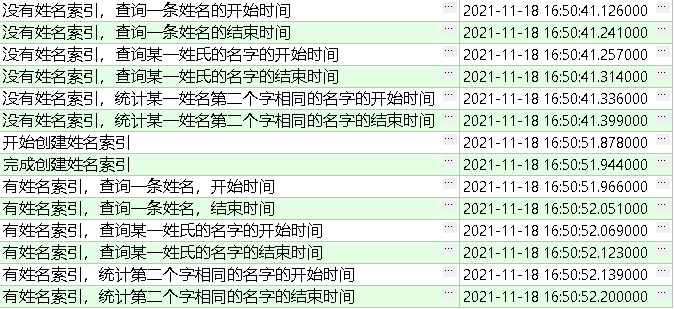 没有姓名索引，查询一条姓名的开始时间 ... 2021-11-18 16:50:41.126000 ...
没有姓名索引，查询一条姓名的结束时间 ... 2021-11-18 16:50:41.241000 ...
没有姓名索引，查询某一姓氏的名字的开始时间 ... 2021-11-18 16:50:41.257000 ...
没有姓名索引，查询某一姓氏的名字的结束时间 ... 2021-11-18 16:50:41.314000 ...
没有姓名索引，统计某一姓名第二个字相同的名字的开始时间 ... 2021-11-18 16:50:41.336000 ...
没有姓名索引，统计某一姓名第二个字相同的名字的结束时间 ... 2021-11-18 16:50:41.399000 ...
开始创建姓名索引 ... 2021-11-18 16:50:51.878000 ...
完成创建姓名索引 ... 2021-11-18 16:50:51.944000 ...
有姓名索引，查询一条姓名，开始时间 ... 2021-11-18 16:50:51.966000 ...
有姓名索引，查询一条姓名，结束时间 ... 2021-11-18 16:50:52.051000 ...
有姓名索引，查询某一姓氏的名字的开始时间 ... 2021-11-18 16:50:52.069000 ...
有姓名索引，查询某一姓氏的名字的结束时间 ... 2021-11-18 16:50:52.123000 ...
有姓名索引，统计第二个字相同的名字的开始时间 ... 2021-11-18 16:50:52.139000 ...
有姓名索引，统计第二个字相同的名字的结束时间 ... 2021-11-18 16:50:52.200000 ...